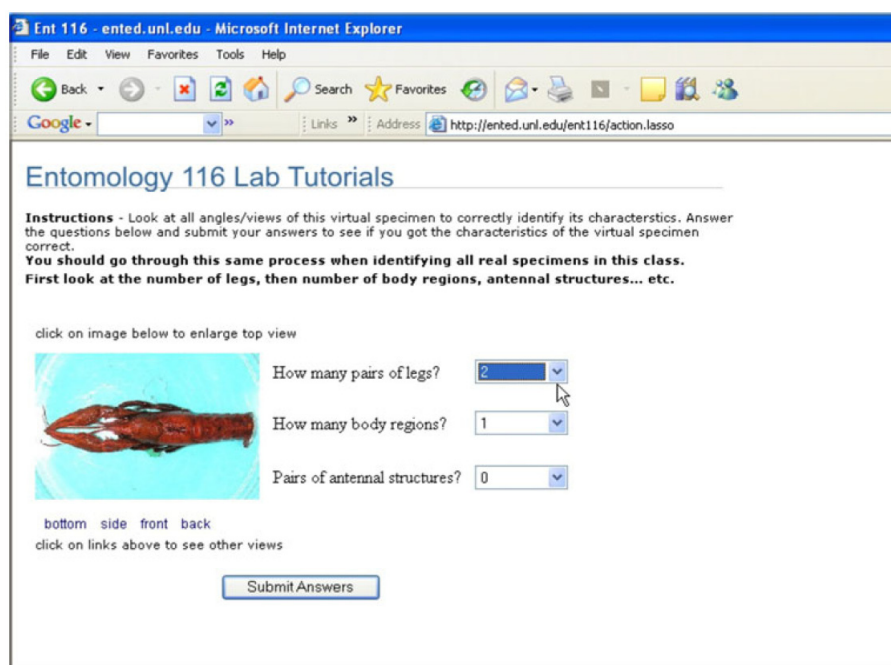 Ent 116 - ented.unl.edu - Microsoft Internet Explorer
File Edit View Favorites Tools Help
Back Search Favorites
Google Links » Address http://ented.unl.edu/ent116/action.lasso
Entomology 116 Lab Tutorials
Instructions - Look at all angles/views of this virtual specimen to correctly identify its characterstics. Answer
the questions below and submit your answers to see if you got the characteristics of the virtual specimen
correct.
You should go through this same process when identifying all real specimens in this class.
First look at the number of legs, then number of body regions, antennal structures... etc.
click on image below to enlarge top view
How many pairs of legs? 2
How many body regions? 1
Pairs of antennal structures? 0
bottom side front back
click on links above to see other views
Submit Answers